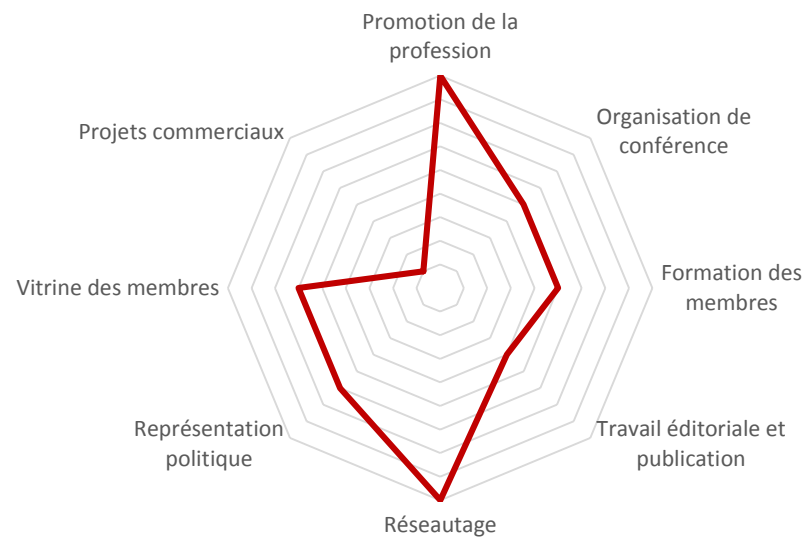 Promotion de la
profession
Organisation de
conférence
Formation des
membres
Travail éditoriale et
publication
Réseautage
Représentation
politique
Vitrine des membres
Projets commerciaux